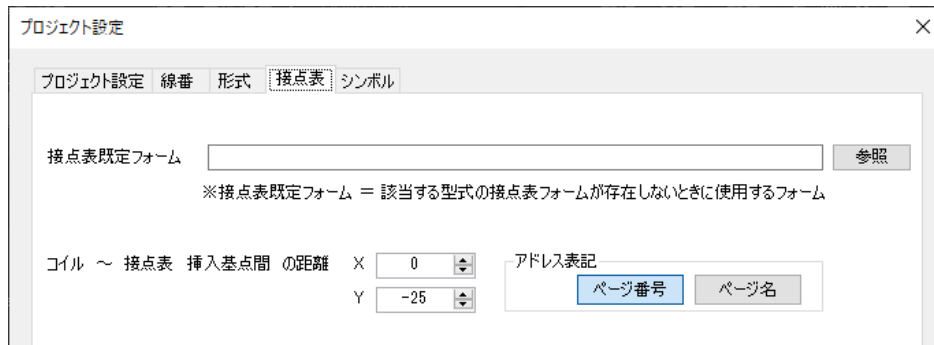 プロジェクト設定
プロジェクト設定 線番 形式 接点表 シンボル
接点表既定フォーム 参照
※接点表既定フォーム = 該当する型式の接点表フォームが存在しないときに使用するフォーム
コイル ~ 接点表 挿入基点間 の距離 X 0 アドレス表記
Y -25 ページ番号 ページ名